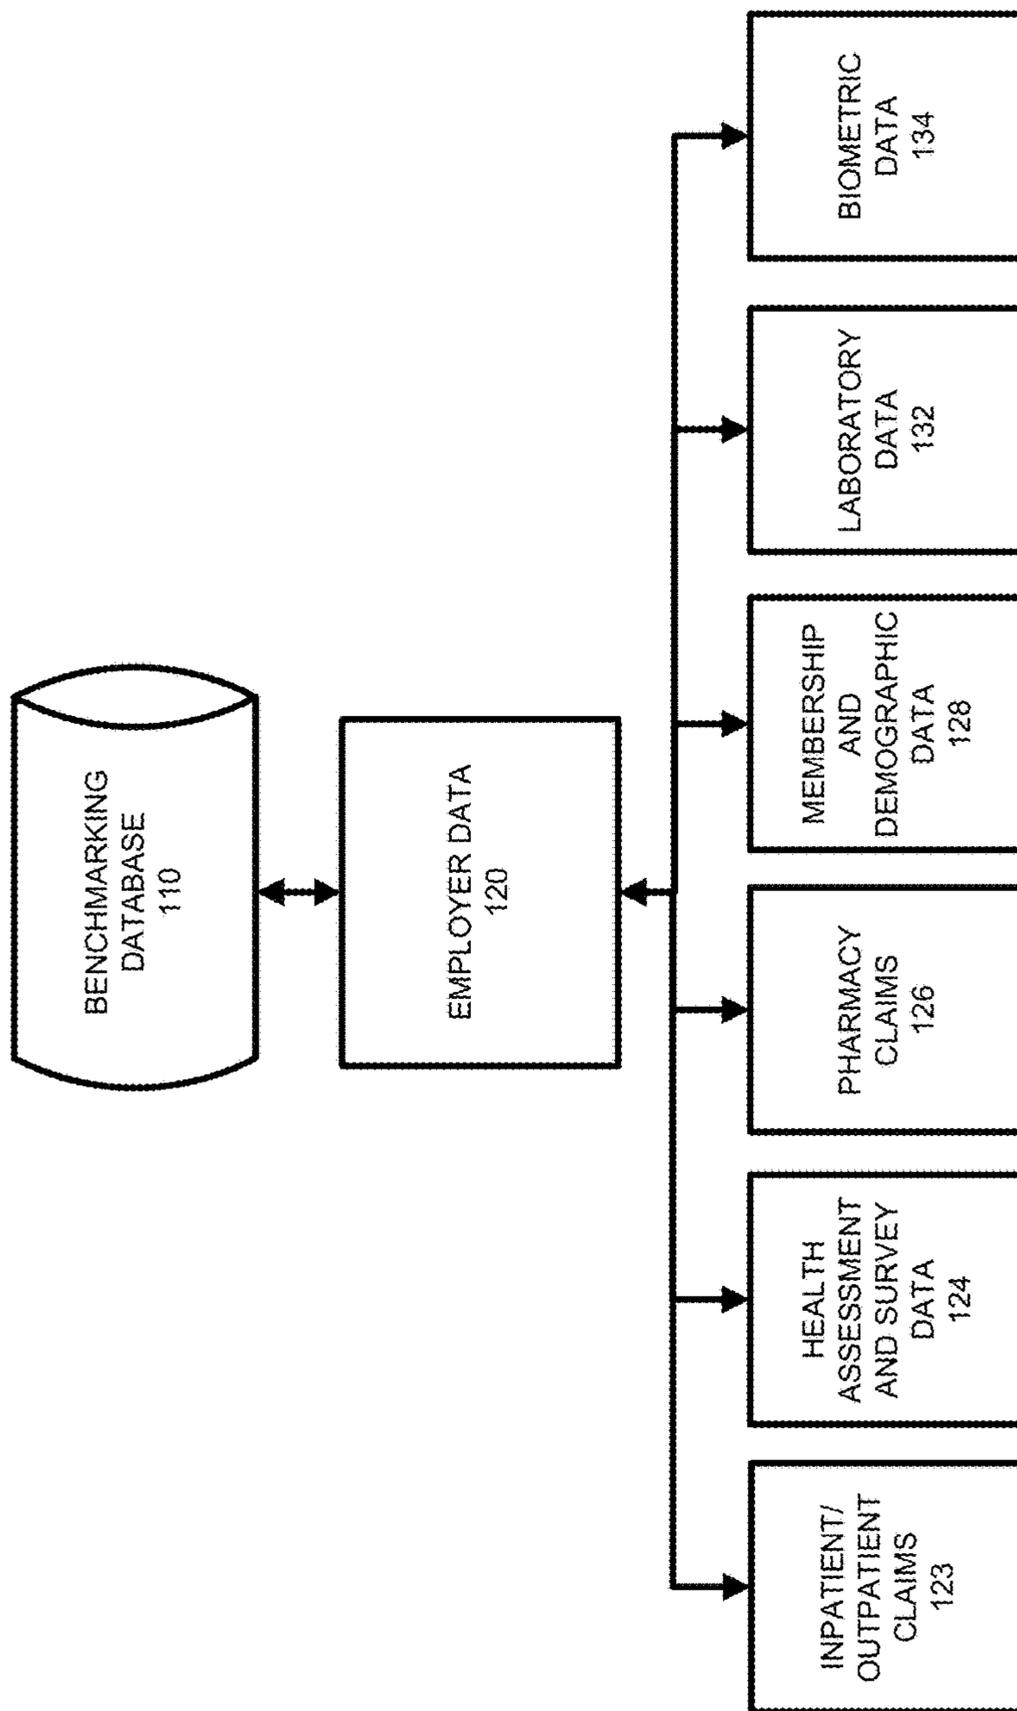 BENCHMARKING
DATABASE
110
EMPLOYER DATA
120
INPATIENT/
OUTPATIENT
CLAIMS
123
HEALTH
ASSESSMENT
AND SURVEY
DATA
124
PHARMACY
CLAIMS
126
MEMBERSHIP
AND
DEMOGRAPHIC
DATA
128
LABORATORY
DATA
132
BIOMETRIC
DATA
134